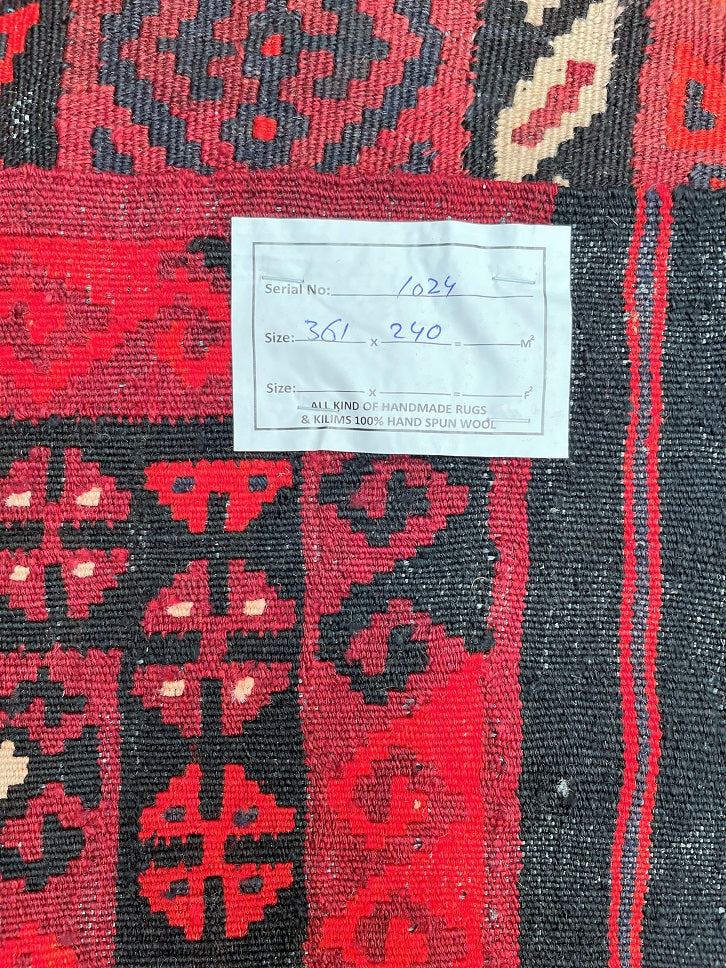 Serial No: 1024
Size: 361 x 240 = M²
Size: x = F²
ALL KIND OF HANDMADE RUGS
& KILIMS 100% HAND SPUN WOOL